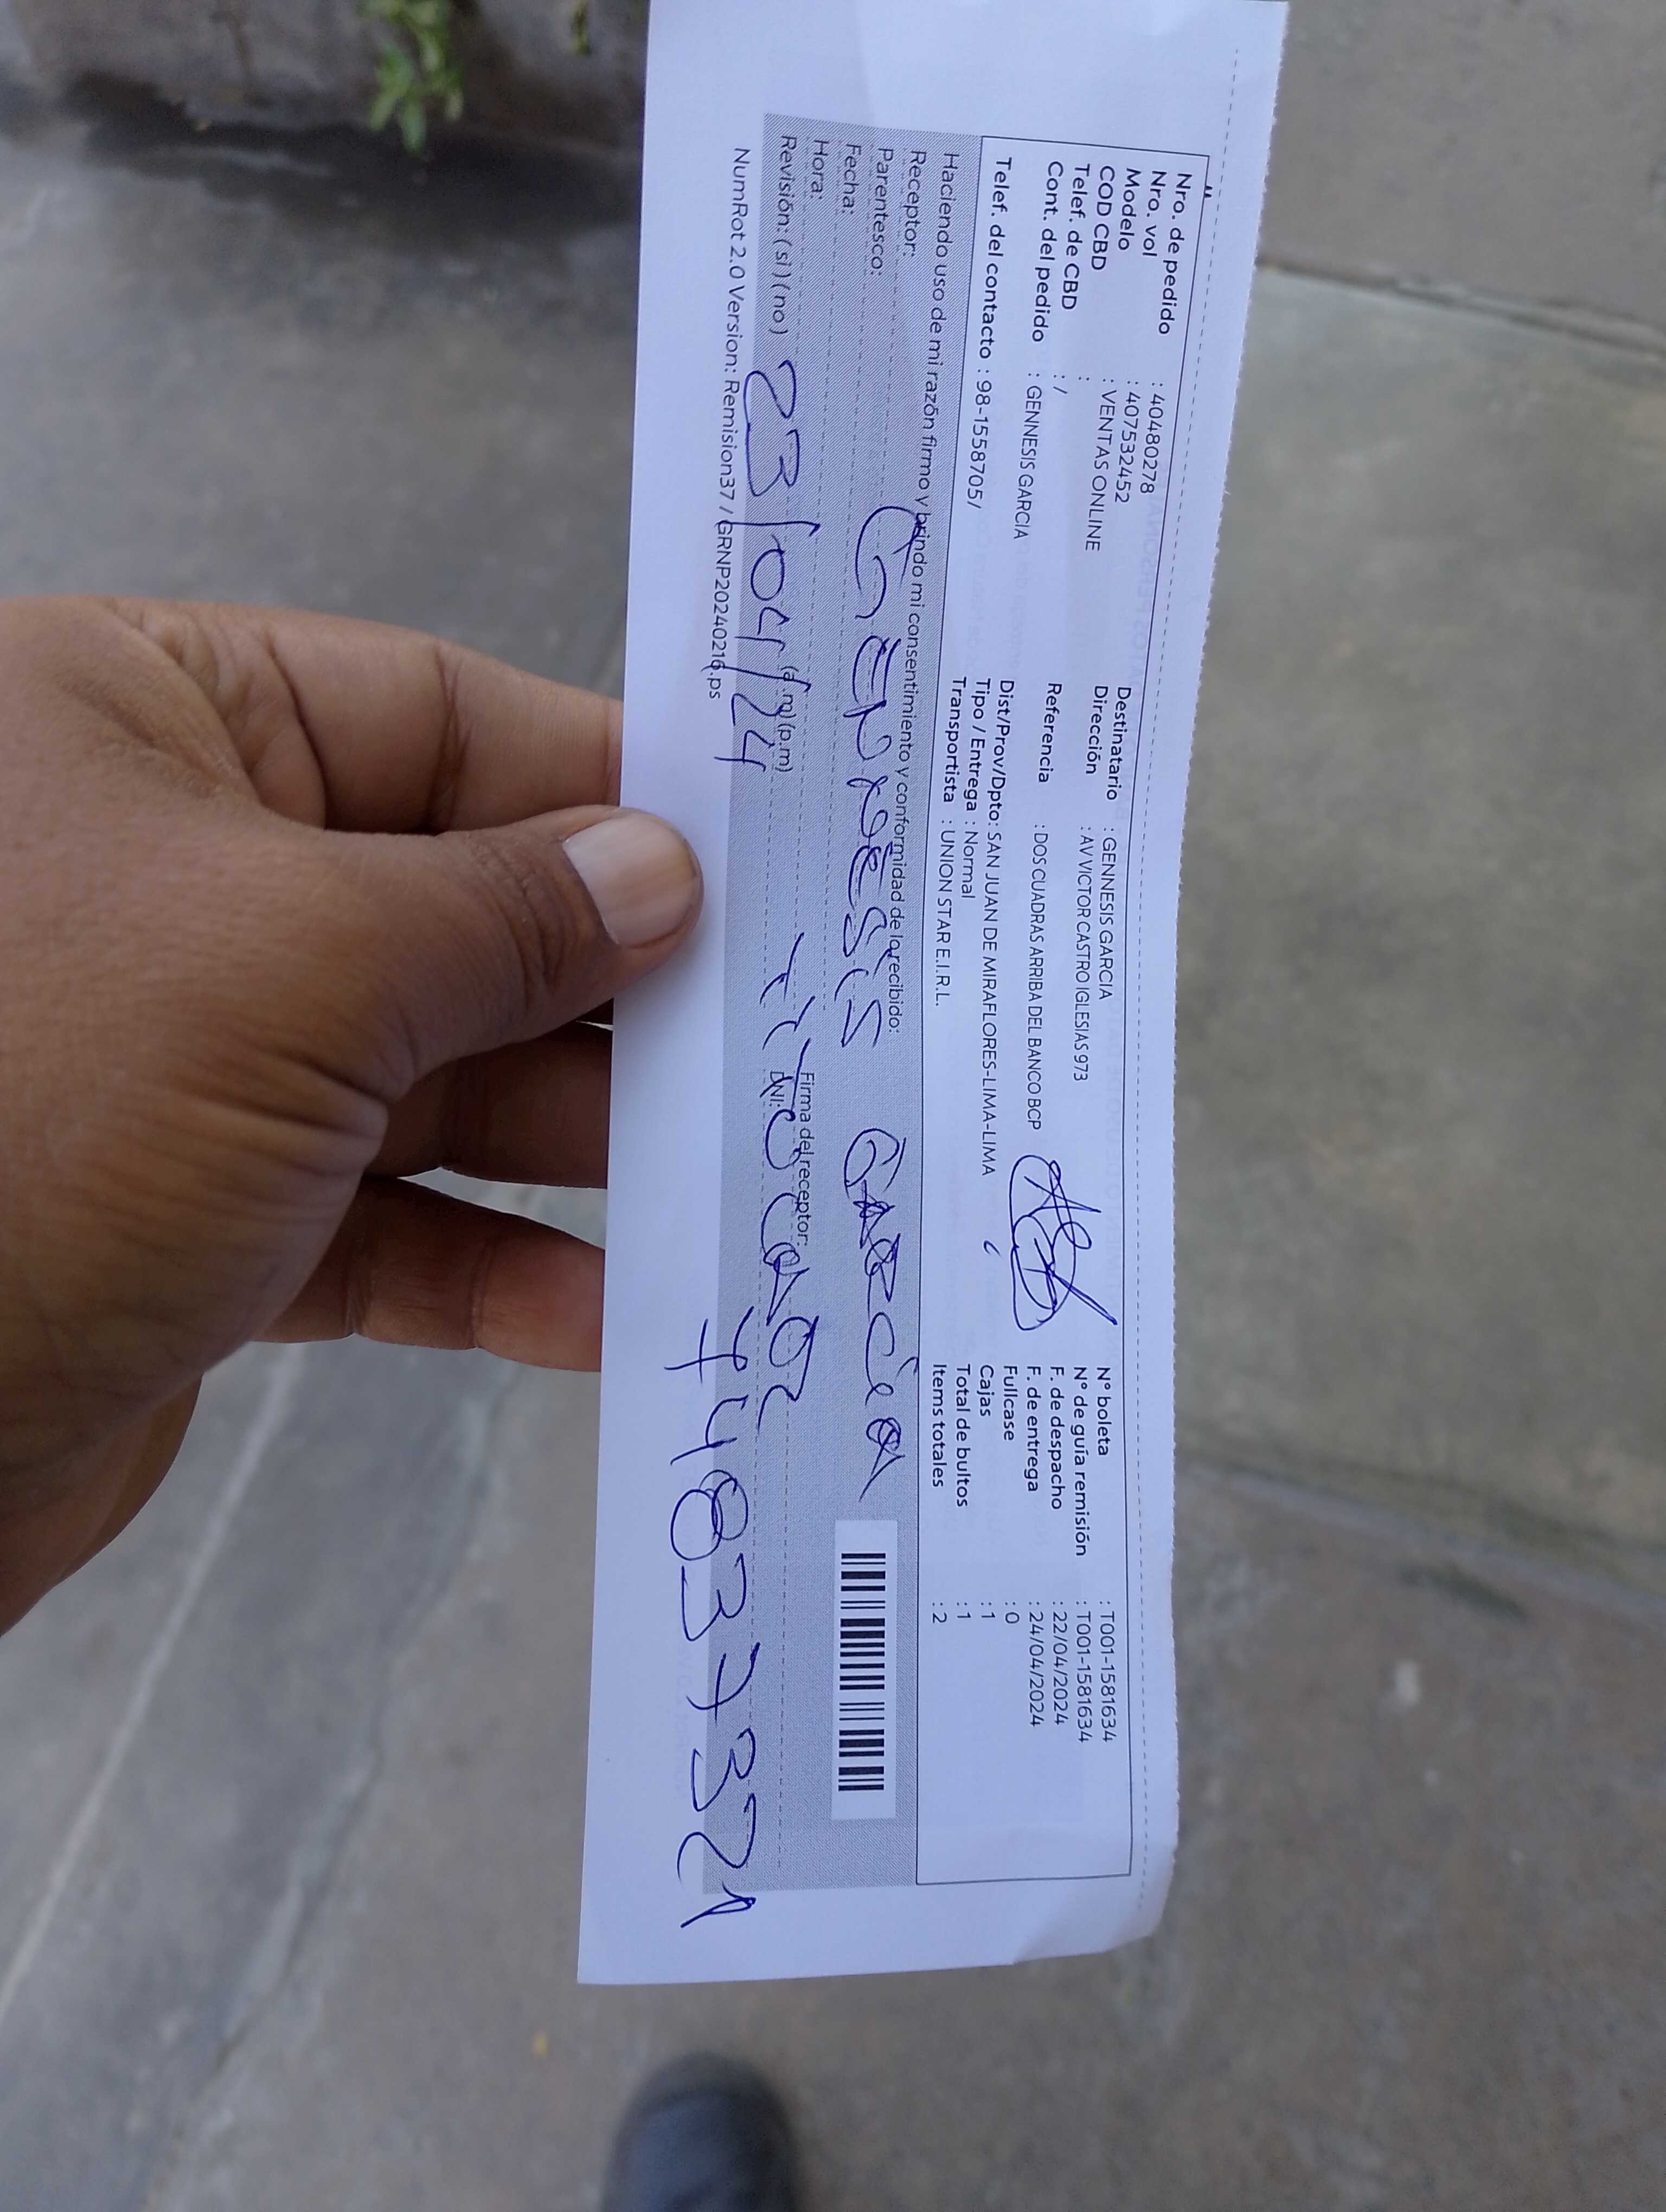 Nro. de pedido : 40480278
Nro. vol : 407532452
Modelo : VENTAS ONLINE
COD CBD :
Telef. de CBD : /
Cont. del pedido : GENNESIS GARCIA
Telef. del contacto : 98-1558705/
Destinatario : GENNESIS GARCIA
Dirección : AV VICTOR CASTRO IGLESIAS 973
Referencia : DOS CUADRAS ARRIBA DEL BANCO BCP
Dist/Prov/Dpto: SAN JUAN DE MIRAFLORES-LIMA-LIMA
Tipo / Entrega : Normal
Transportista : UNION STAR E.I.R.L.
N° boleta : T001-1581634
N° de guía remisión : T001-1581634
F. de despacho : 22/04/2024
F. de entrega : 24/04/2024
Fullcase : 0
Cajas : 1
Total de bultos : 1
Items totales : 2
Haciendo uso de mi razón firmo y brindo mi consentimiento y conformidad de lo recibido:
Receptor:
Parentesco: Gennesis Garcia
Fecha:
Hora: (a.m) (p.m) Firma del receptor: Titular
Revisión: (si) (no) 23/04/24 DNI: 74837321
NumRot 2.0 Version: Remision37 / GRNP20240216.ps